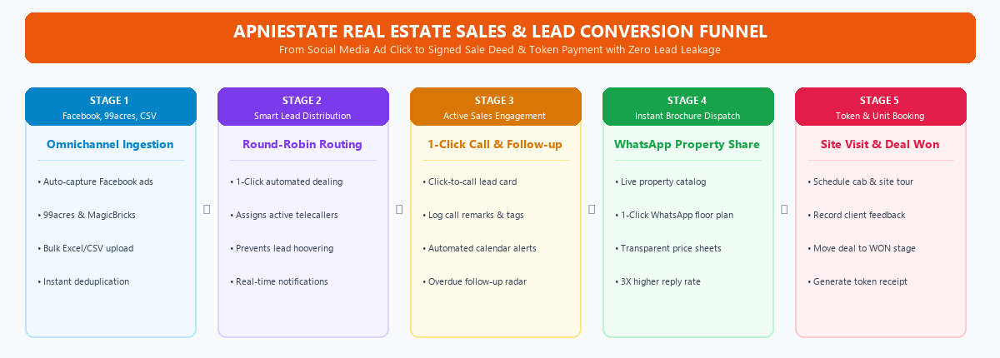 APNIESTATE REAL ESTATE SALES & LEAD CONVERSION FUNNEL
From Social Media Ad Click to Signed Sale Deed & Token Payment with Zero Lead Leakage
STAGE 1
Facebook, 99acres, CSV
Omnichannel Ingestion
• Auto-capture Facebook ads
• 99acres & MagicBricks
• Bulk Excel/CSV upload
• Instant deduplication
STAGE 2
Smart Lead Distribution
Round-Robin Routing
• 1-Click automated dealing
• Assigns active telecallers
• Prevents lead hoovering
• Real-time notifications
STAGE 3
Active Sales Engagement
1-Click Call & Follow-up
• Click-to-call lead card
• Log call remarks & tags
• Automated calendar alerts
• Overdue follow-up radar
STAGE 4
Instant Brochure Dispatch
WhatsApp Property Share
• Live property catalog
• 1-Click WhatsApp floor plan
• Transparent price sheets
• 3X higher reply rate
STAGE 5
Token & Unit Booking
Site Visit & Deal Won
• Schedule cab & site tour
• Record client feedback
• Move deal to WON stage
• Generate token receipt